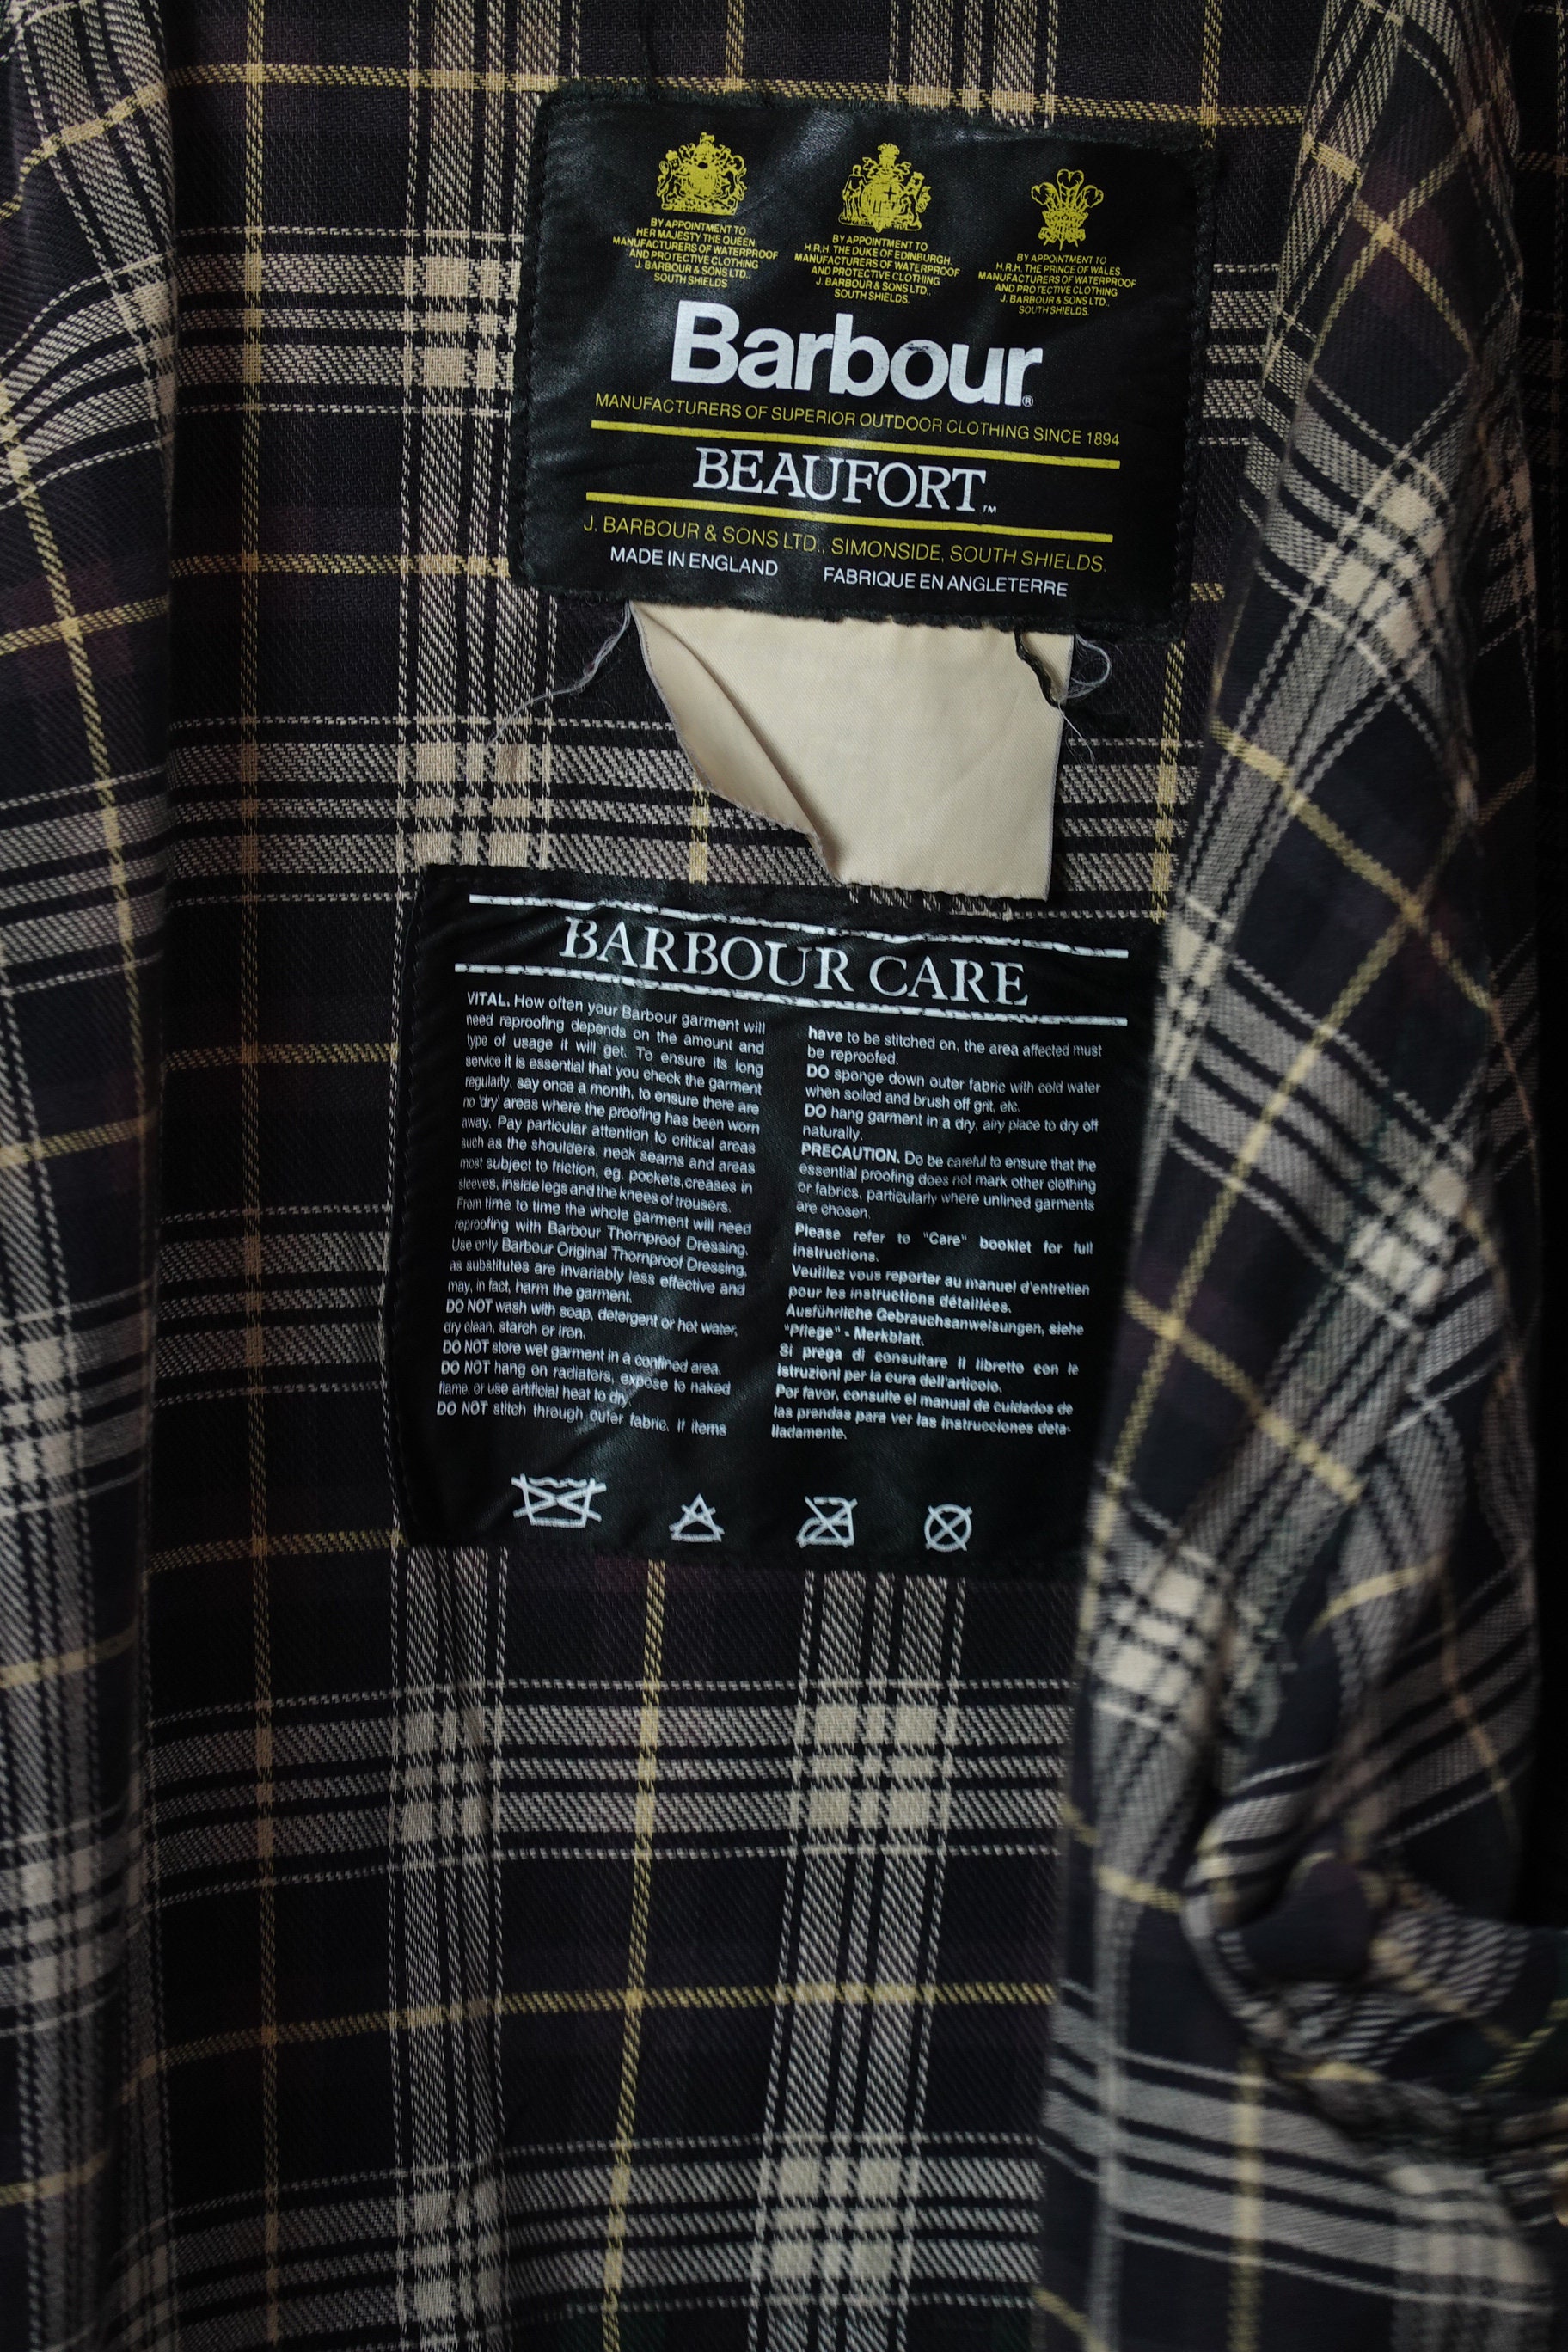 BY APPOINTMENT TO
HER MAJESTY THE QUEEN.
MANUFACTURERS OF WATERPROOF
AND PROTECTIVE CLOTHING
J. BARBOUR & SONS LTD.,
SOUTH SHIELDS
BY APPOINTMENT TO
H.R.H. THE DUKE OF EDINBURGH.
MANUFACTURERS OF WATERPROOF
AND PROTECTIVE CLOTHING
J. BARBOUR & SONS LTD.,
SOUTH SHIELDS.
BY APPOINTMENT TO
H.R.H. THE PRINCE OF WALES.
MANUFACTURERS OF WATERPROOF
AND PROTECTIVE CLOTHING
J. BARBOUR & SONS LTD.,
SOUTH SHIELDS.
Barbour®
MANUFACTURERS OF SUPERIOR OUTDOOR CLOTHING SINCE 1894
BEAUFORT™
J. BARBOUR & SONS LTD., SIMONSIDE, SOUTH SHIELDS.
MADE IN ENGLAND FABRIQUE EN ANGLETERRE
BARBOUR CARE
VITAL. How often your Barbour garment will
need reproofing depends on the amount and
type of usage it will get. To ensure its long
service it is essential that you check the garment
regularly, say once a month, to ensure there are
no 'dry' areas where the proofing has been worn
away. Pay particular attention to critical areas
such as the shoulders, neck seams and areas
most subject to friction, eg. pockets, creases in
sleeves, inside legs and the knees of trousers.
From time to time the whole garment will need
reproofing with Barbour Thornproof Dressing.
Use only Barbour Original Thornproof Dressing,
as substitutes are invariably less effective and
may, in fact, harm the garment.
DO NOT wash with soap, detergent or hot water,
dry clean, starch or iron.
DO NOT store wet garment in a confined area.
DO NOT hang on radiators, expose to naked
flame, or use artificial heat to dry.
DO NOT stitch through outer fabric. If items
have to be stitched on, the area affected must
be reproofed.
DO sponge down outer fabric with cold water
when soiled and brush off grit, etc.
DO hang garment in a dry, airy place to dry off
naturally.
PRECAUTION. Do be careful to ensure that the
essential proofing does not mark other clothing
or fabrics, particularly where unlined garments
are chosen.
Please refer to "Care" booklet for full
instructions.
Veuillez vous reporter au manuel d'entretien
pour les instructions détaillées.
Ausführliche Gebrauchsanweisungen, siehe
"Pflege" - Merkblatt.
Si prega di consultare il libretto con le
istruzioni per la cura dell'articolo.
Por favor, consulte el manual de cuidados de
las prendas para ver las instrucciones deta-
lladamente.